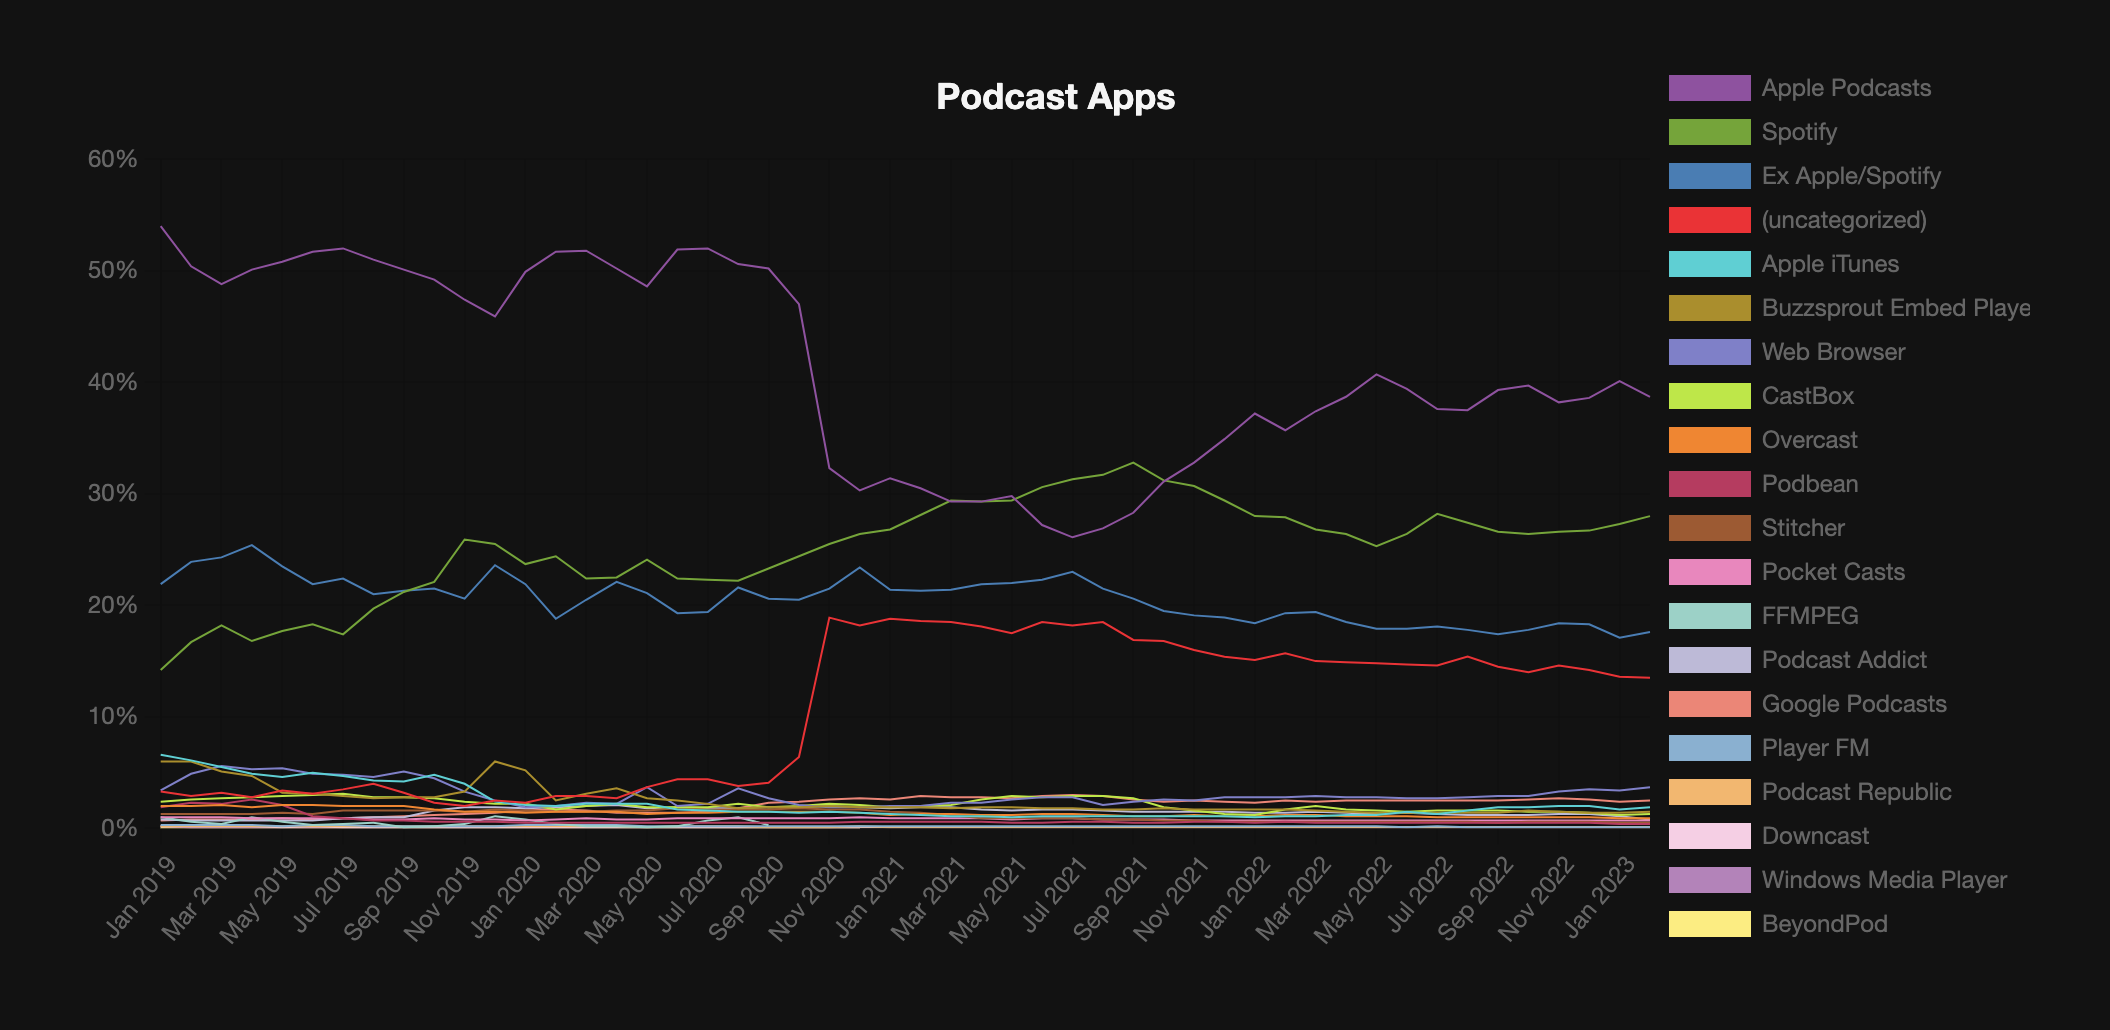 Podcast Apps
60%
50%
40%
30%
20%
10%
0%
Jan 2019
Mar 2019
May 2019
Jul 2019
Sep 2019
Nov 2019
Jan 2020
Mar 2020
May 2020
Jul 2020
Sep 2020
Nov 2020
Jan 2021
Mar 2021
May 2021
Jul 2021
Sep 2021
Nov 2021
Jan 2022
Mar 2022
May 2022
Jul 2022
Sep 2022
Nov 2022
Jan 2023
Apple Podcasts
Spotify
Ex Apple/Spotify
(uncategorized)
Apple iTunes
Buzzsprout Embed Playe
Web Browser
CastBox
Overcast
Podbean
Stitcher
Pocket Casts
FFMPEG
Podcast Addict
Google Podcasts
Player FM
Podcast Republic
Downcast
Windows Media Player
BeyondPod